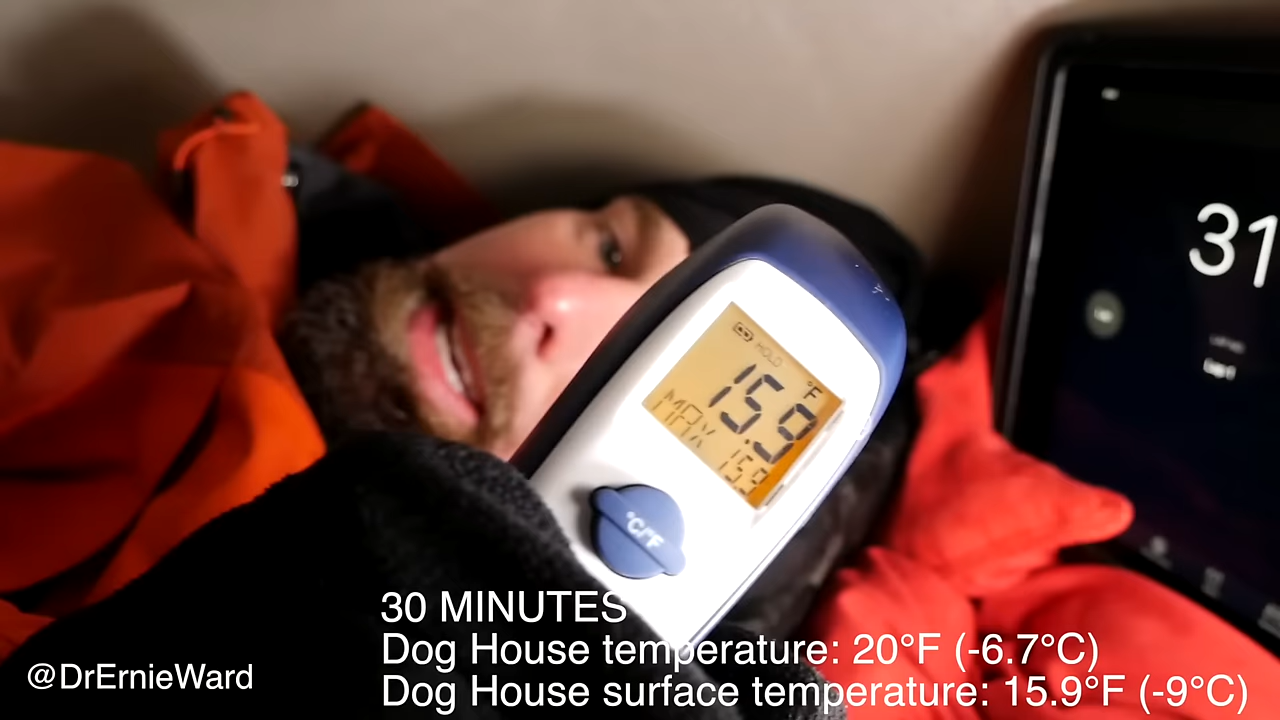 31
HOLD
°F
15.9
MAX
15.9
°C/°F
30 MINUTES
Dog House temperature: 20°F (-6.7°C)
@DrErnieWard
Dog House surface temperature: 15.9°F (-9°C)